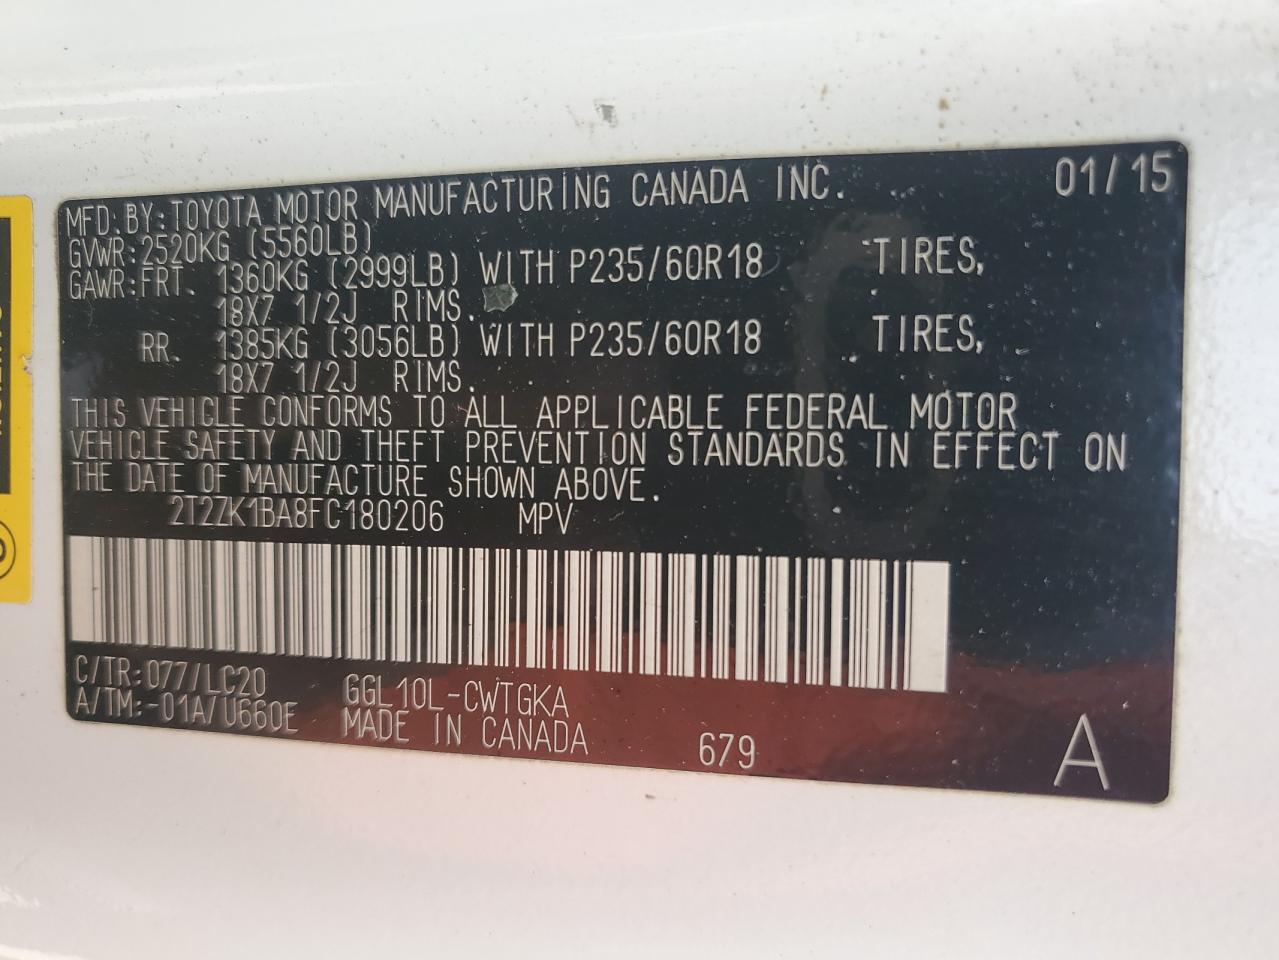 MFD. BY: TOYOTA MOTOR MANUFACTURING CANADA INC. 01/15
GVWR: 2520KG (5560LB)
GAWR: FRT. 1360KG (2999LB) WITH P235/60R18 TIRES,
18X7 1/2J RIMS.
RR. 1385KG (3056LB) WITH P235/60R18 TIRES,
18X7 1/2J RIMS.
THIS VEHICLE CONFORMS TO ALL APPLICABLE FEDERAL MOTOR
VEHICLE SAFETY AND THEFT PREVENTION STANDARDS IN EFFECT ON
THE DATE OF MANUFACTURE SHOWN ABOVE.
2T2ZK1BA8FC180206 MPV
C/TR: 077/LC20 GGL10L-CWTGKA
A/TM: -01A/U660E MADE IN CANADA 679 A